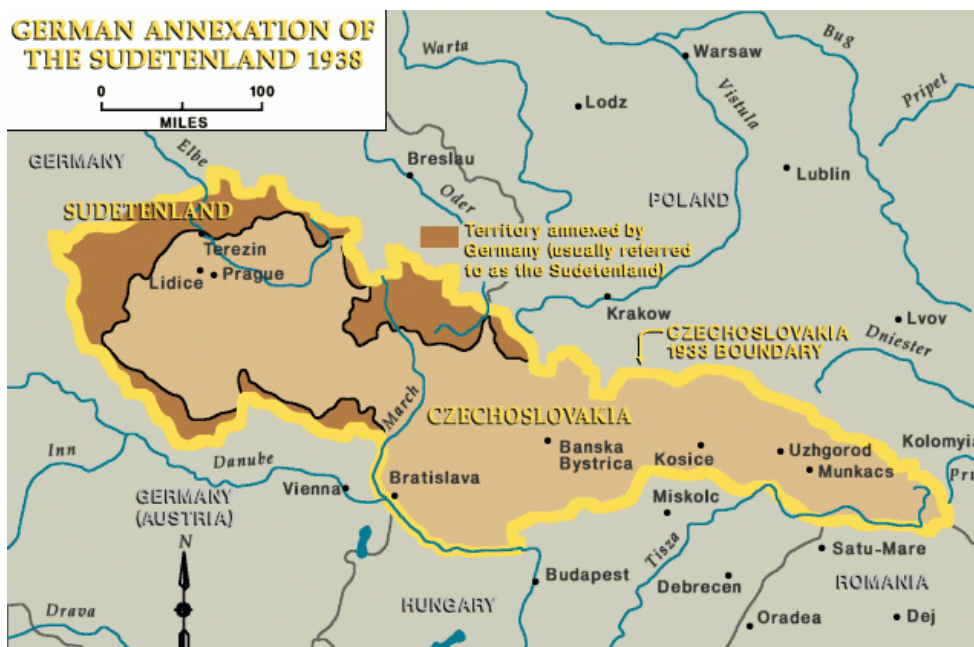 GERMAN ANNEXATION OF
THE SUDETENLAND 1938
0 100
MILES
Warta
Warsaw
Bug
Pripet
Lodz
Vistula
Elbe
GERMANY
Breslau
Oder
Lublin
POLAND
SUDETENLAND
Territory annexed by
Germany (usually referred
to as the Sudetenland)
Terezin
Lidice
Prague
Krakow
Lvov
CZECHOSLOVAKIA
1933 BOUNDARY
Dniester
March
CZECHOSLOVAKIA
Inn
Danube
Banska
Bystrica
Kosice
Uzhgorod
Munkacs
Kolomyia
Pru
Vienna
Bratislava
GERMANY
(AUSTRIA)
Miskolc
N
Tisza
Satu-Mare
Budapest
Debrecen
ROMANIA
HUNGARY
Drava
Oradea
Dej